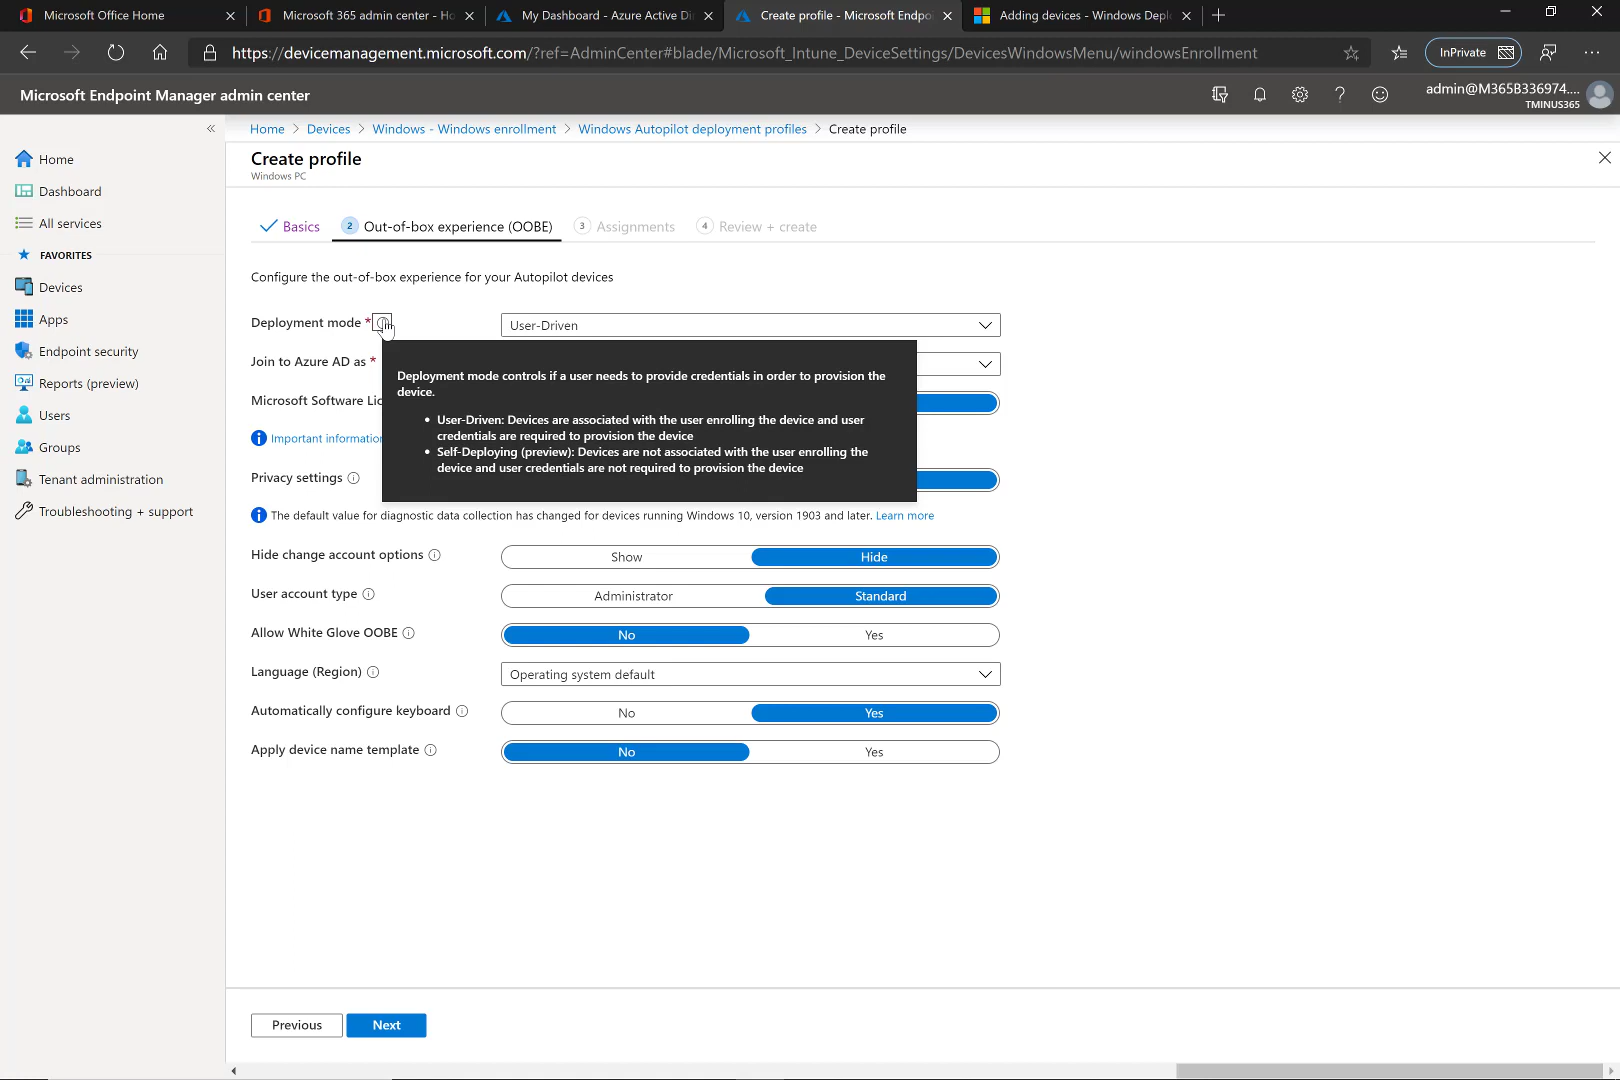 Microsoft Office Home
Microsoft 365 admin center - Ho
My Dashboard - Azure Active Di
Create profile - Microsoft Endpo
Adding devices - Windows Depl
https://devicemanagement.microsoft.com/?ref=AdminCenter#blade/Microsoft_Intune_DeviceSettings/DevicesWindowsMenu/windowsEnrollment
InPrivate
Microsoft Endpoint Manager admin center
admin@M365B336974....
TMINUS365
Home
Dashboard
All services
FAVORITES
Devices
Apps
Endpoint security
Reports (preview)
Users
Groups
Tenant administration
Troubleshooting + support
Home > Devices > Windows - Windows enrollment > Windows Autopilot deployment profiles > Create profile
Create profile
Windows PC
Basics
2 Out-of-box experience (OOBE)
3 Assignments
4 Review + create
Configure the out-of-box experience for your Autopilot devices
Deployment mode *
User-Driven
Join to Azure AD as *
Microsoft Software Lic
Important information
Deployment mode controls if a user needs to provide credentials in order to provision the
device.
• User-Driven: Devices are associated with the user enrolling the device and user
credentials are required to provision the device
• Self-Deploying (preview): Devices are not associated with the user enrolling the
device and user credentials are not required to provision the device
Privacy settings
The default value for diagnostic data collection has changed for devices running Windows 10, version 1903 and later. Learn more
Hide change account options
Show
Hide
User account type
Administrator
Standard
Allow White Glove OOBE
No
Yes
Language (Region)
Operating system default
Automatically configure keyboard
No
Yes
Apply device name template
No
Yes
Previous
Next